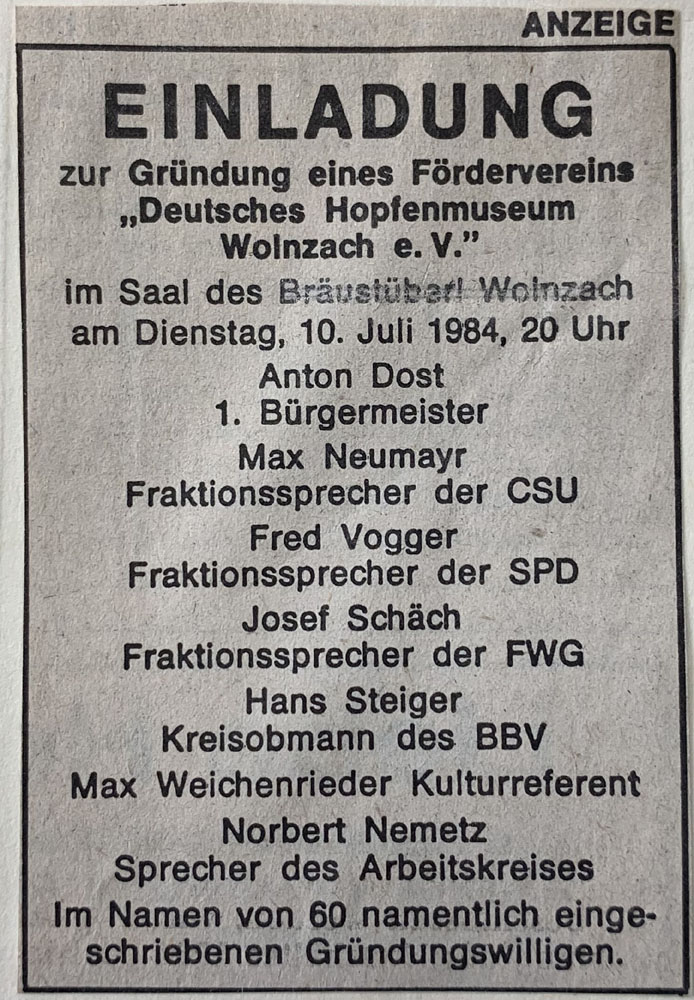 ANZEIGE
EINLADUNG
zur Gründung eines Fördervereins
„Deutsches Hopfenmuseum
Wolnzach e. V.”
im Saal des Bräustüberl Wolnzach
am Dienstag, 10. Juli 1984, 20 Uhr
Anton Dost
1. Bürgermeister
Max Neumayr
Fraktionssprecher der CSU
Fred Vogger
Fraktionssprecher der SPD
Josef Schäch
Fraktionssprecher der FWG
Hans Steiger
Kreisobmann des BBV
Max Weichenrieder Kulturreferent
Norbert Nemetz
Sprecher des Arbeitskreises
Im Namen von 60 namentlich einge-
schriebenen Gründungswilligen.